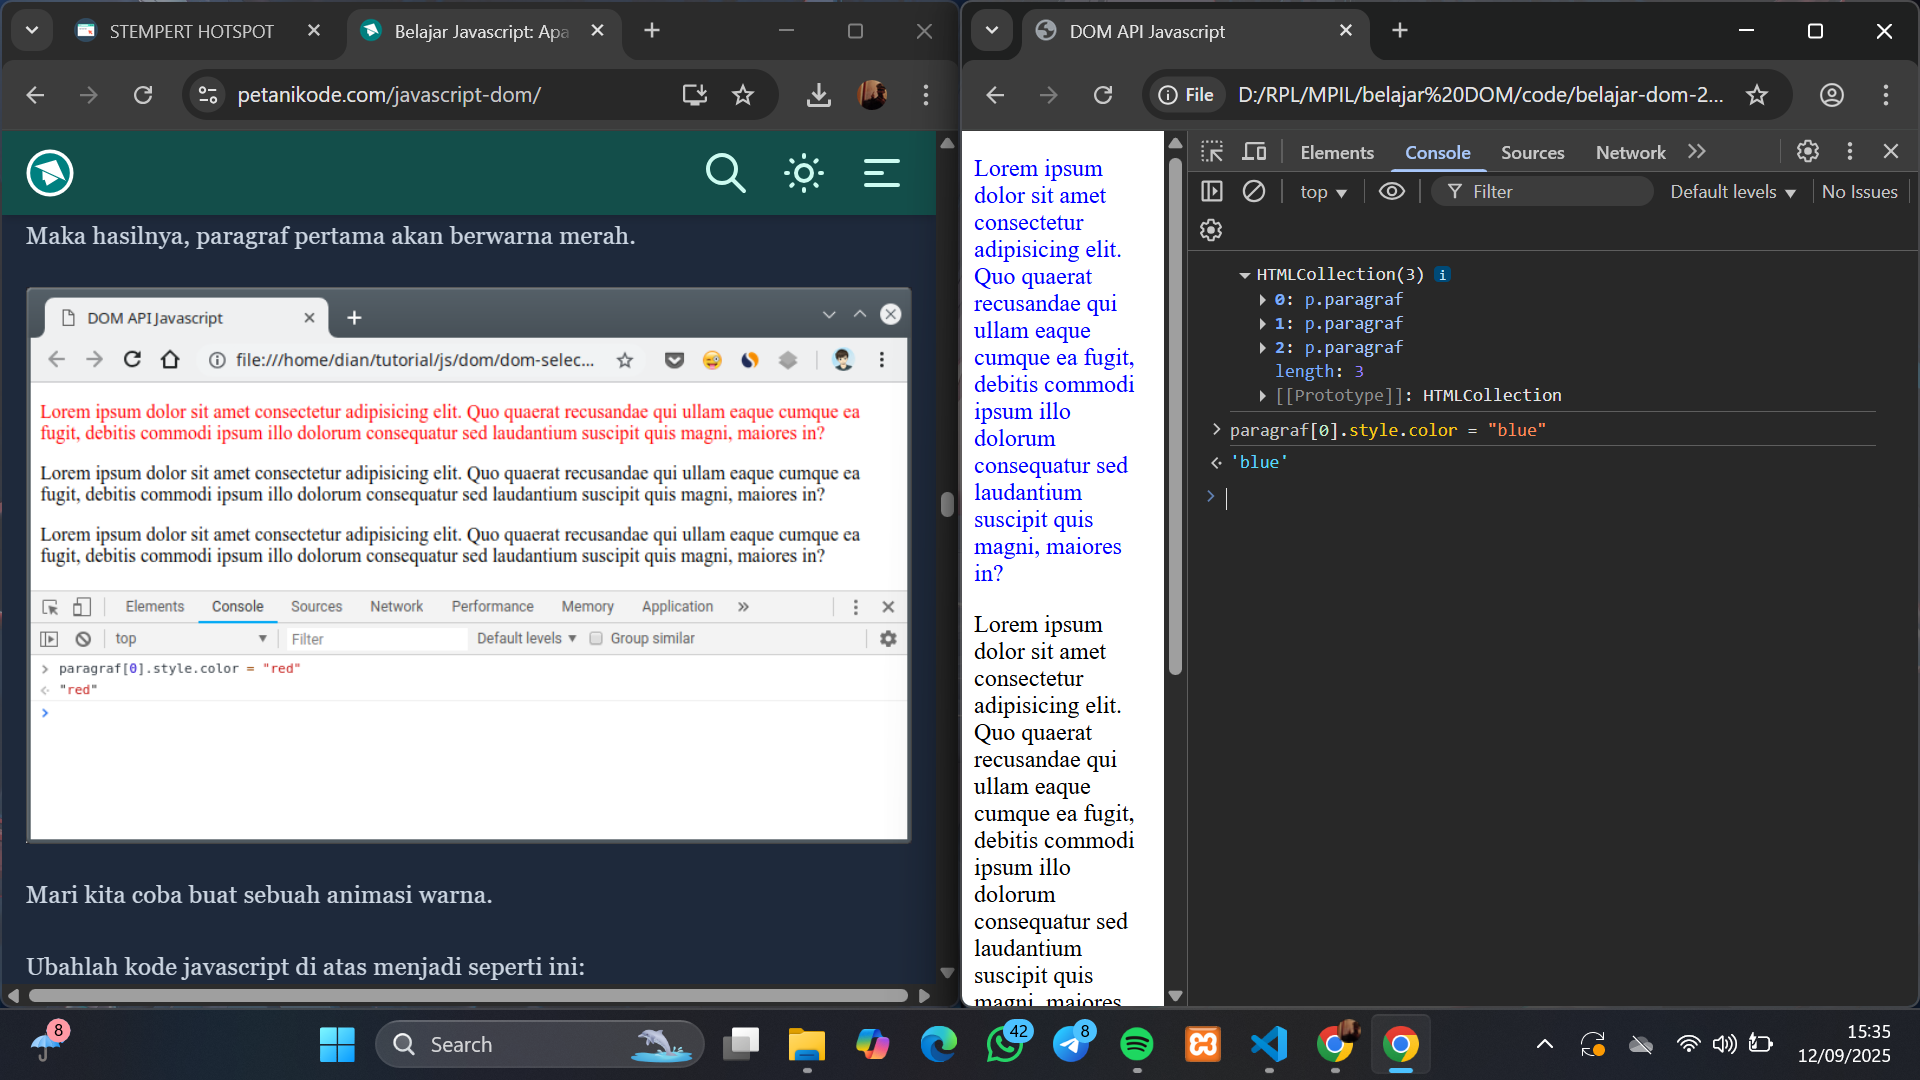 STEMPERT HOTSPOT
Belajar Javascript: Apa
petanikode.com/javascript-dom/
Maka hasilnya, paragraf pertama akan berwarna merah.
DOM API Javascript
file:///home/dian/tutorial/js/dom/dom-selec...
Lorem ipsum dolor sit amet consectetur adipisicing elit. Quo quaerat recusandae qui ullam eaque cumque ea
fugit, debitis commodi ipsum illo dolorum consequatur sed laudantium suscipit quis magni, maiores in?
Lorem ipsum dolor sit amet consectetur adipisicing elit. Quo quaerat recusandae qui ullam eaque cumque ea
fugit, debitis commodi ipsum illo dolorum consequatur sed laudantium suscipit quis magni, maiores in?
Lorem ipsum dolor sit amet consectetur adipisicing elit. Quo quaerat recusandae qui ullam eaque cumque ea
fugit, debitis commodi ipsum illo dolorum consequatur sed laudantium suscipit quis magni, maiores in?
Elements Console Sources Network Performance Memory Application »
top Filter Default levels ▼ Group similar
> paragraf[0].style.color = "red"
"red"
>
Mari kita coba buat sebuah animasi warna.
Ubahlah kode javascript di atas menjadi seperti ini:
DOM API Javascript
File D:/RPL/MPIL/belajar%20DOM/code/belajar-dom-2...
Lorem ipsum
dolor sit amet
consectetur
adipisicing elit.
Quo quaerat
recusandae qui
ullam eaque
cumque ea fugit,
debitis commodi
ipsum illo
dolorum
consequatur sed
laudantium
suscipit quis
magni, maiores
in?
Lorem ipsum
dolor sit amet
consectetur
adipisicing elit.
Quo quaerat
recusandae qui
ullam eaque
cumque ea fugit,
debitis commodi
ipsum illo
dolorum
consequatur sed
laudantium
suscipit quis
magni, maiores
Elements Console Sources Network »
top ▼ Filter Default levels ▼ No Issues
HTMLCollection(3) i
0: p.paragraf
1: p.paragraf
2: p.paragraf
length: 3
[[Prototype]]: HTMLCollection
> paragraf[0].style.color = "blue"
'blue'
>
8
Search
42
8
15:35
12/09/2025